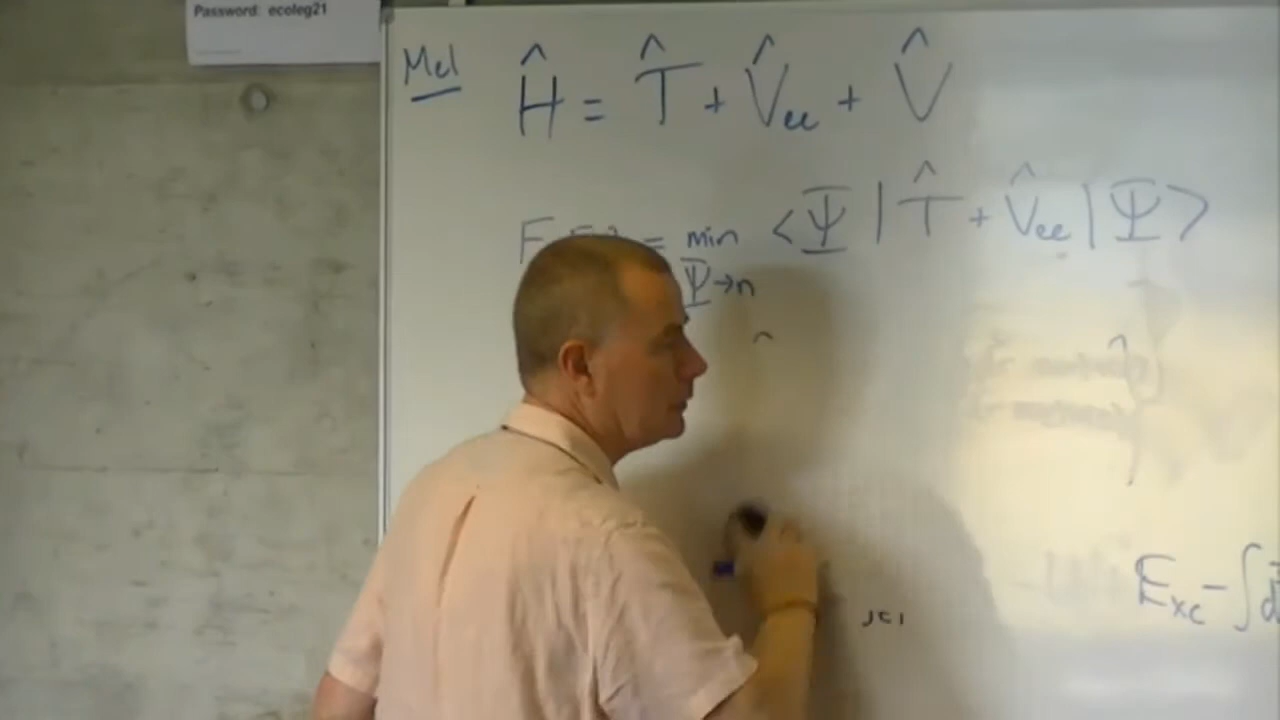 Password: ecoleg21
Mel Ĥ = T̂ + V̂ee + V̂
F = min <Ψ | T̂ + V̂ee | Ψ>
Ψ→n
Exc - ∫d